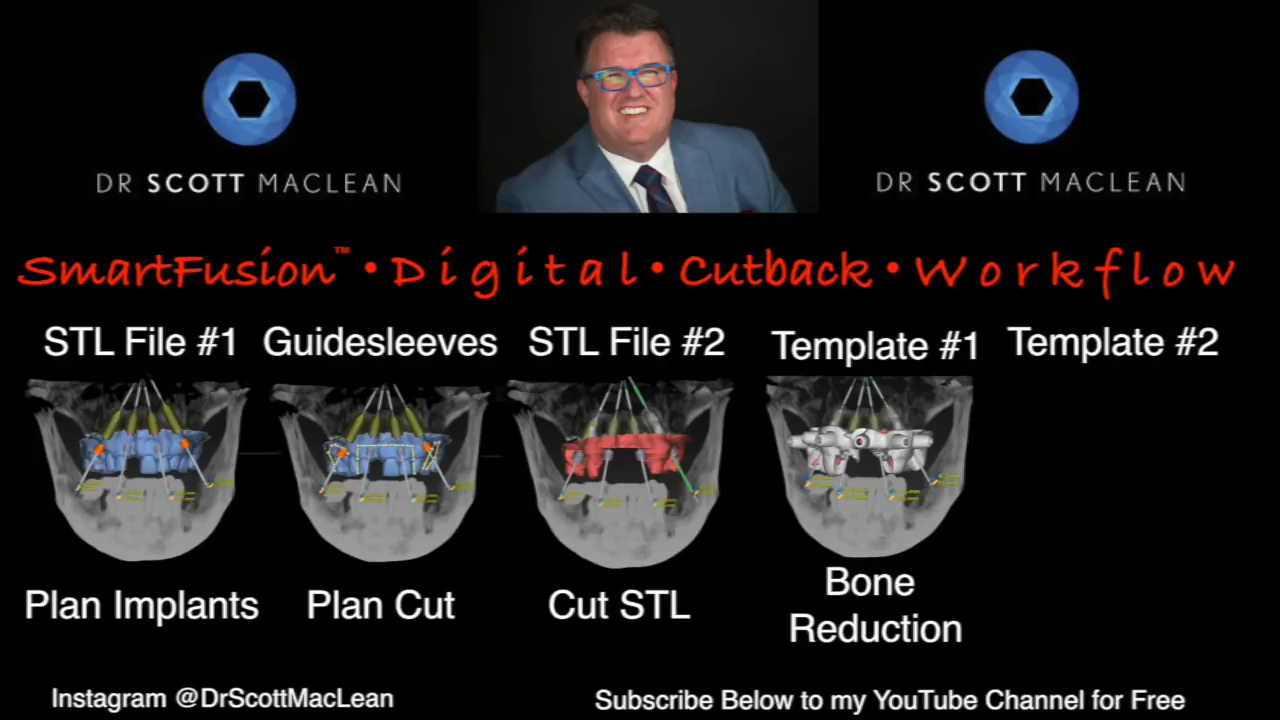 DR SCOTT MACLEAN
DR SCOTT MACLEAN
SmartFusion™ • Digital • Cutback • Workflow
STL File #1 Guidesleeves STL File #2 Template #1 Template #2
Plan Implants Plan Cut Cut STL Bone
Reduction
Instagram @DrScottMacLean Subscribe Below to my YouTube Channel for Free